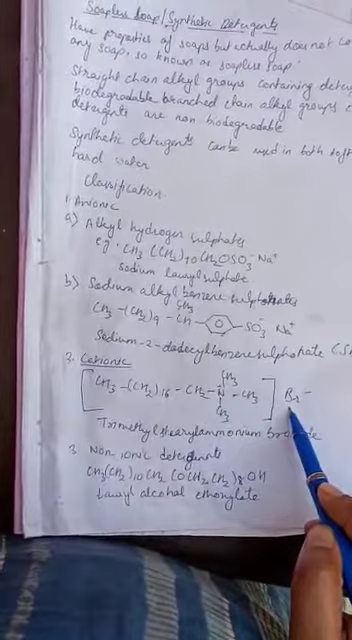 Soapless Soap/Synthetic Detergents
Have properties of soaps but actually does not co
any soap, so known as soapless soap.
Straight chain alkyl groups containing dete
biodegradable branched chain alkyl groups c
detergents are non biodegradable
Synthetic detergents can be used in both soft
hard water
Classification.
1. Anionic
a) Alkyl hydrogen sulphates
eg. CH3 (CH2)10 CH2OSO3- Na+
sodium lauryl sulphate
b) Sodium alkyl benzene sulphonates
CH3
CH3 -(CH2)9 - CH - SO3- Na+
Sodium-2-dodecylbenzenesulphonate (S
2. Cationic
CH3
[CH3 -(CH2)16 - CH2 - N - CH3] Br -
CH3
Trimethylstearylammonium bromide
3. Non-ionic detergents
CH3(CH2)10 CH2 (OCH2 CH2)8 OH
Lauryl alcohol ethoxylate